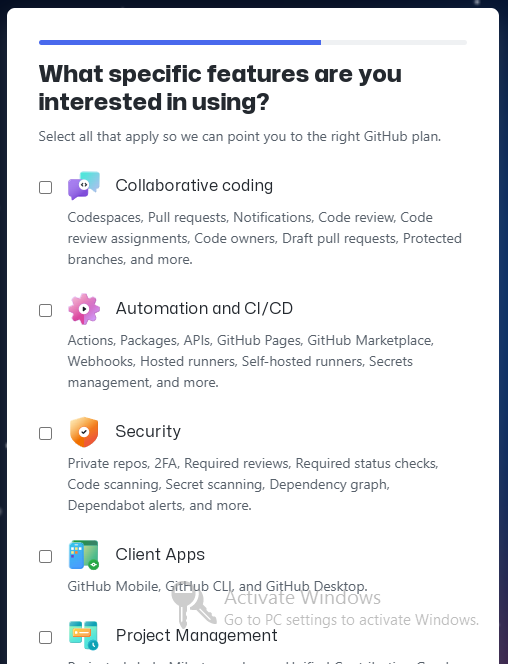 What specific features are you
interested in using?
Select all that apply so we can point you to the right GitHub plan.
Collaborative coding
Codespaces, Pull requests, Notifications, Code review, Code
review assignments, Code owners, Draft pull requests, Protected
branches, and more.
Automation and CI/CD
Actions, Packages, APIs, GitHub Pages, GitHub Marketplace,
Webhooks, Hosted runners, Self-hosted runners, Secrets
management, and more.
Security
Private repos, 2FA, Required reviews, Required status checks,
Code scanning, Secret scanning, Dependency graph,
Dependabot alerts, and more.
Client Apps
GitHub Mobile, GitHub CLI, and GitHub Desktop.
Activate Windows
Go to PC settings to activate Windows.
Project Management